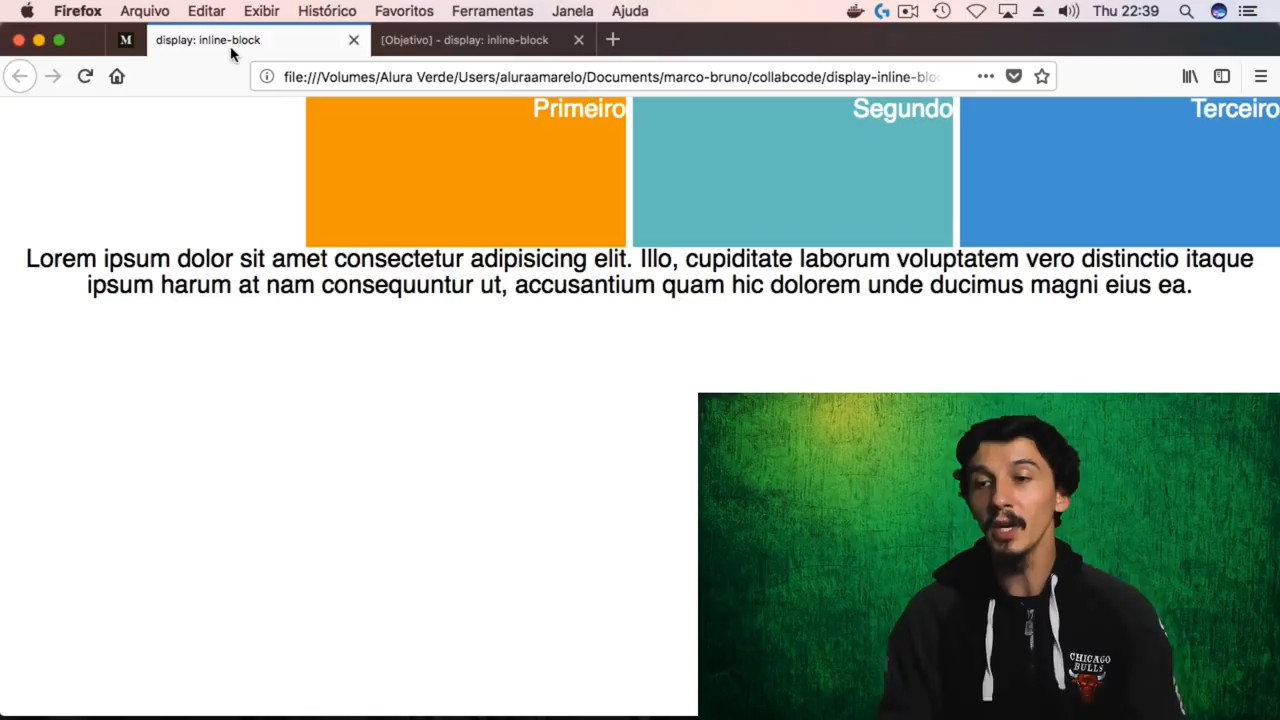 Firefox Arquivo Editar Exibir Histórico Favoritos Ferramentas Janela Ajuda Thu 22:39
M display: inline-block [Objetivo] - display: inline-block
file:///Volumes/Alura Verde/Users/aluraamarelo/Documents/marco-bruno/collabcode/display-inline-bloc
Primeiro Segundo Terceiro
Lorem ipsum dolor sit amet consectetur adipisicing elit. Illo, cupiditate laborum voluptatem vero distinctio itaque
ipsum harum at nam consequuntur ut, accusantium quam hic dolorem unde ducimus magni eius ea.
CHICAGO
BULLS